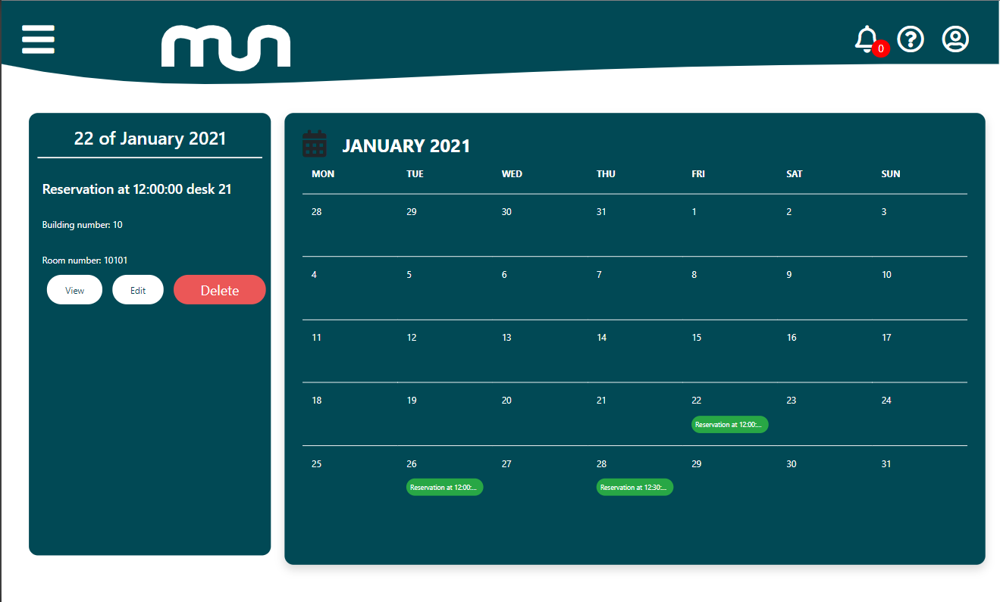 mun
0
22 of January 2021
Reservation at 12:00:00 desk 21
Building number: 10
Room number: 10101
View Edit Delete
JANUARY 2021
MON TUE WED THU FRI SAT SUN
28 29 30 31 1 2 3
4 5 6 7 8 9 10
11 12 13 14 15 16 17
18 19 20 21 22 23 24
Reservation at 12:00:...
25 26 27 28 29 30 31
Reservation at 12:00:... Reservation at 12:30:...